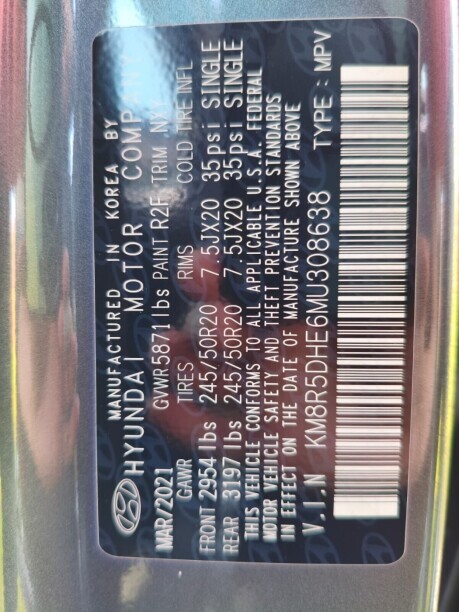 MANUFACTURED IN KOREA BY
HYUNDAI MOTOR COMPANY
MAR/2021 GVWR5871lbs PAINT R2F TRIM NXY
GAWR TIRES RIMS COLD TIRE INFL
FRONT 2954 lbs 245/50R20 7.5JX20 35psi SINGLE
REAR 3197 lbs 245/50R20 7.5JX20 35psi SINGLE
THIS VEHICLE CONFORMS TO ALL APPLICABLE U.S.A. FEDERAL
MOTOR VEHICLE SAFETY AND THEFT PREVENTION STANDARDS
IN EFFECT ON THE DATE OF MANUFACTURE SHOWN ABOVE
V.I.N KM8R5DHE6MU308638 TYPE : MPV